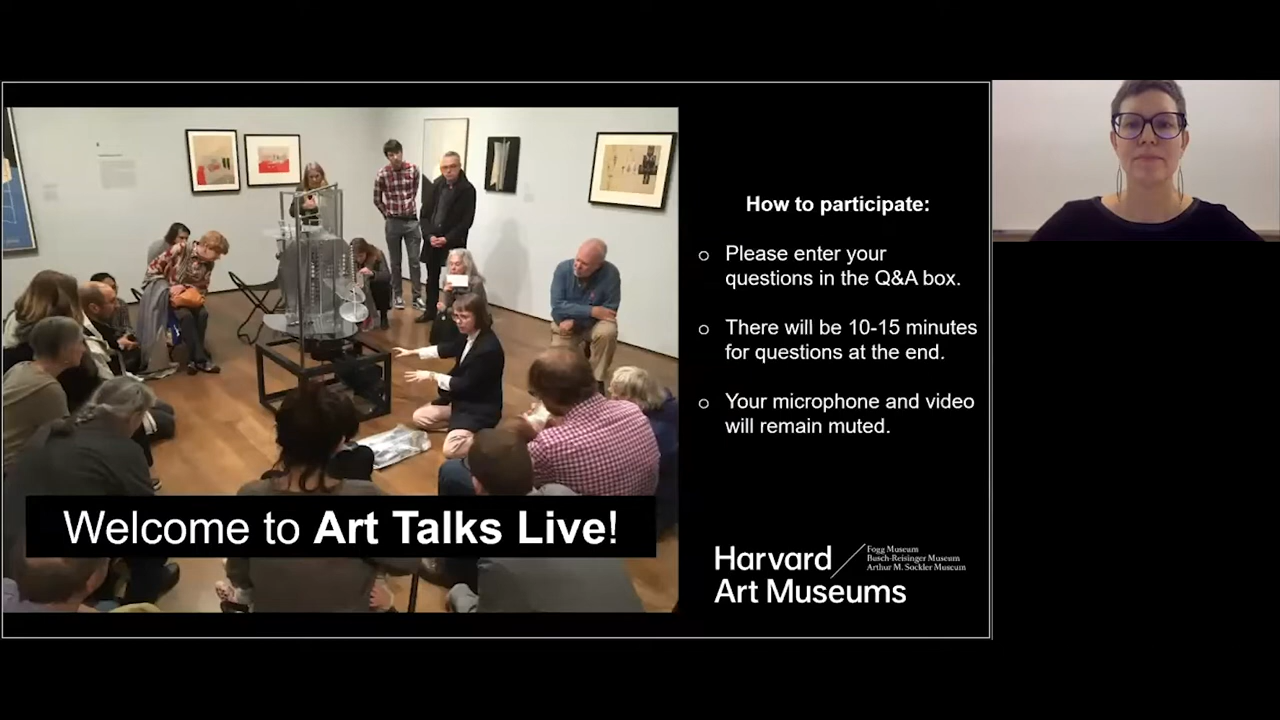 Welcome to Art Talks Live!
How to participate:
Please enter your
questions in the Q&A box.
There will be 10-15 minutes
for questions at the end.
Your microphone and video
will remain muted.
Harvard
Art Museums
Fogg Museum
Busch-Reisinger Museum
Arthur M. Sackler Museum